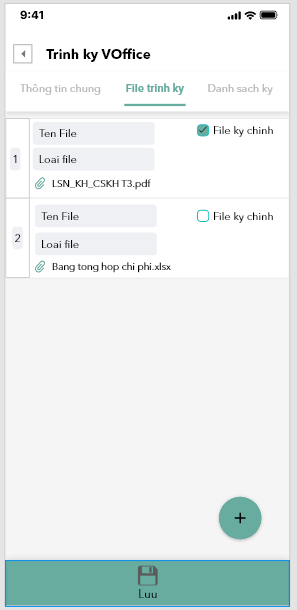 9:41
Trinh ky VOffice
Thông tin chung File trinh ky Danh sach ky
Ten File
File ky chinh
1
Loai file
LSN_KH_CSKH T3.pdf
Ten File
File ky chinh
2
Loai file
Bang tong hop chi phi.xlsx
+
Luu